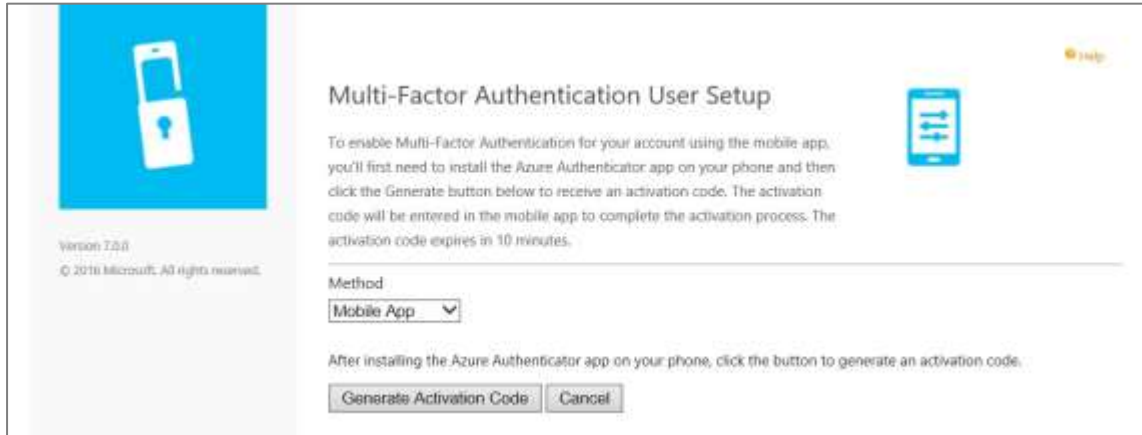 Help
Multi-Factor Authentication User Setup
To enable Multi-Factor Authentication for your account using the mobile app,
you'll first need to install the Azure Authenticator app on your phone and then
click the Generate button below to receive an activation code. The activation
code will be entered in the mobile app to complete the activation process. The
activation code expires in 10 minutes.
Version 7.0.0
© 2016 Microsoft. All rights reserved.
Method
Mobile App
After installing the Azure Authenticator app on your phone, click the button to generate an activation code.
Generate Activation Code Cancel